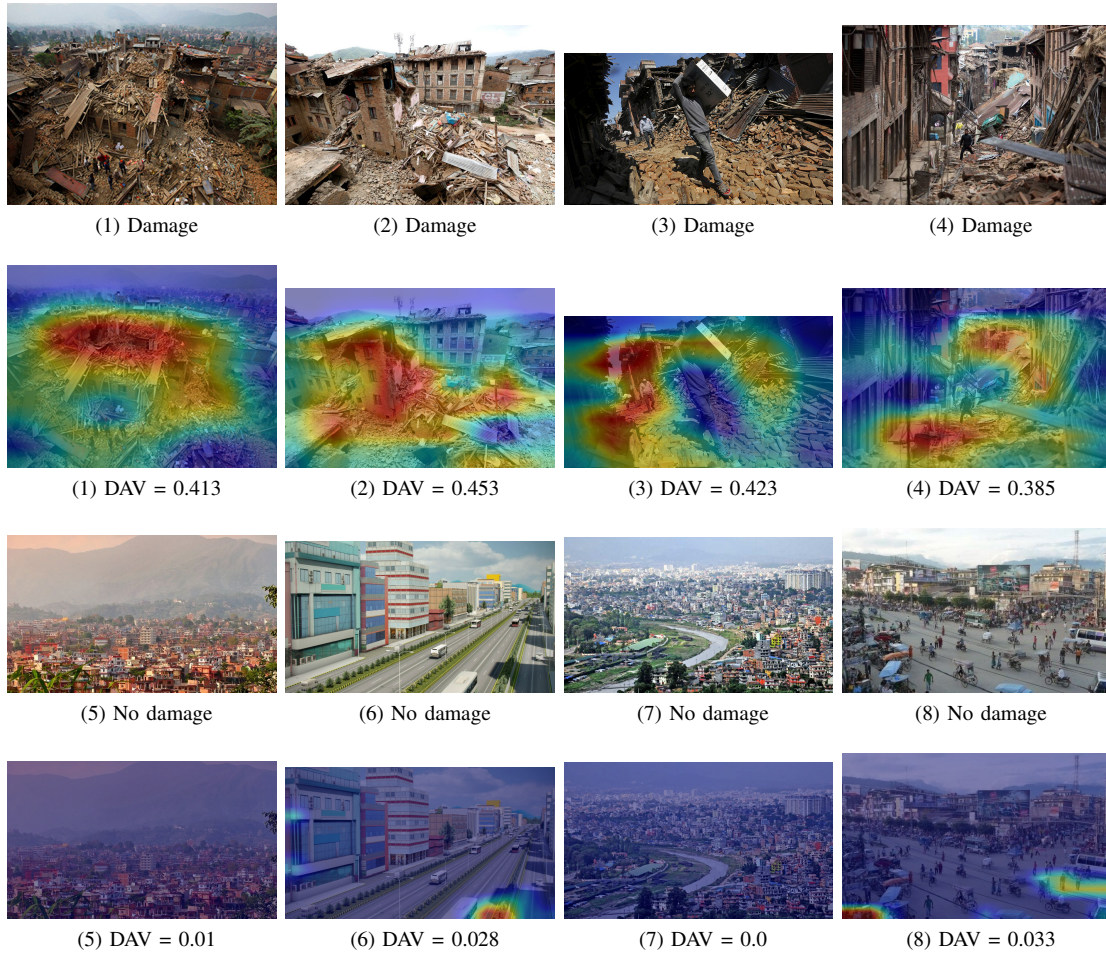 (1) Damage
(2) Damage
(3) Damage
(4) Damage
(1) DAV = 0.413
(2) DAV = 0.453
(3) DAV = 0.423
(4) DAV = 0.385
(5) No damage
(6) No damage
(7) No damage
(8) No damage
(5) DAV = 0.01
(6) DAV = 0.028
(7) DAV = 0.0
(8) DAV = 0.033